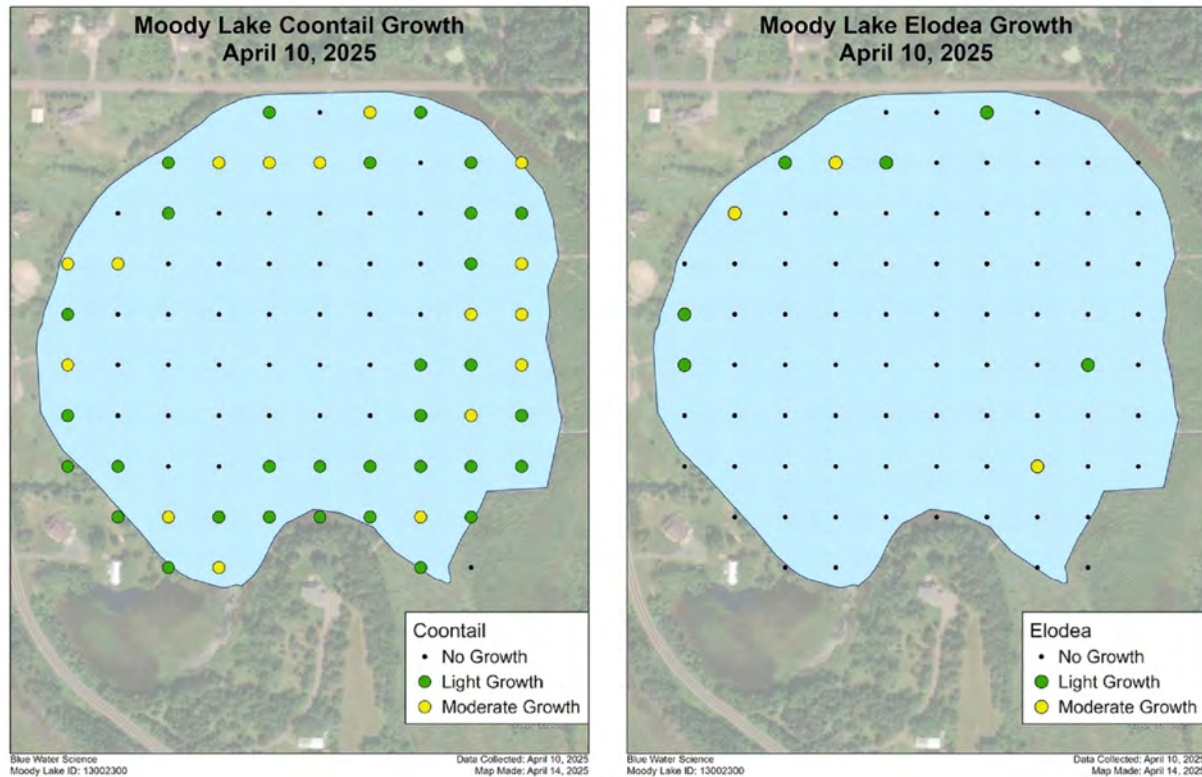 Moody Lake Coontail Growth
April 10, 2025
Coontail
No Growth
Light Growth
Moderate Growth
Blue Water Science
Moody Lake ID: 13002300
Data Collected: April 10, 2025
Map Made: April 14, 2025
Moody Lake Elodea Growth
April 10, 2025
Elodea
No Growth
Light Growth
Moderate Growth
Blue Water Science
Moody Lake ID: 13002300
Data Collected: April 10, 2025
Map Made: April 14, 2025